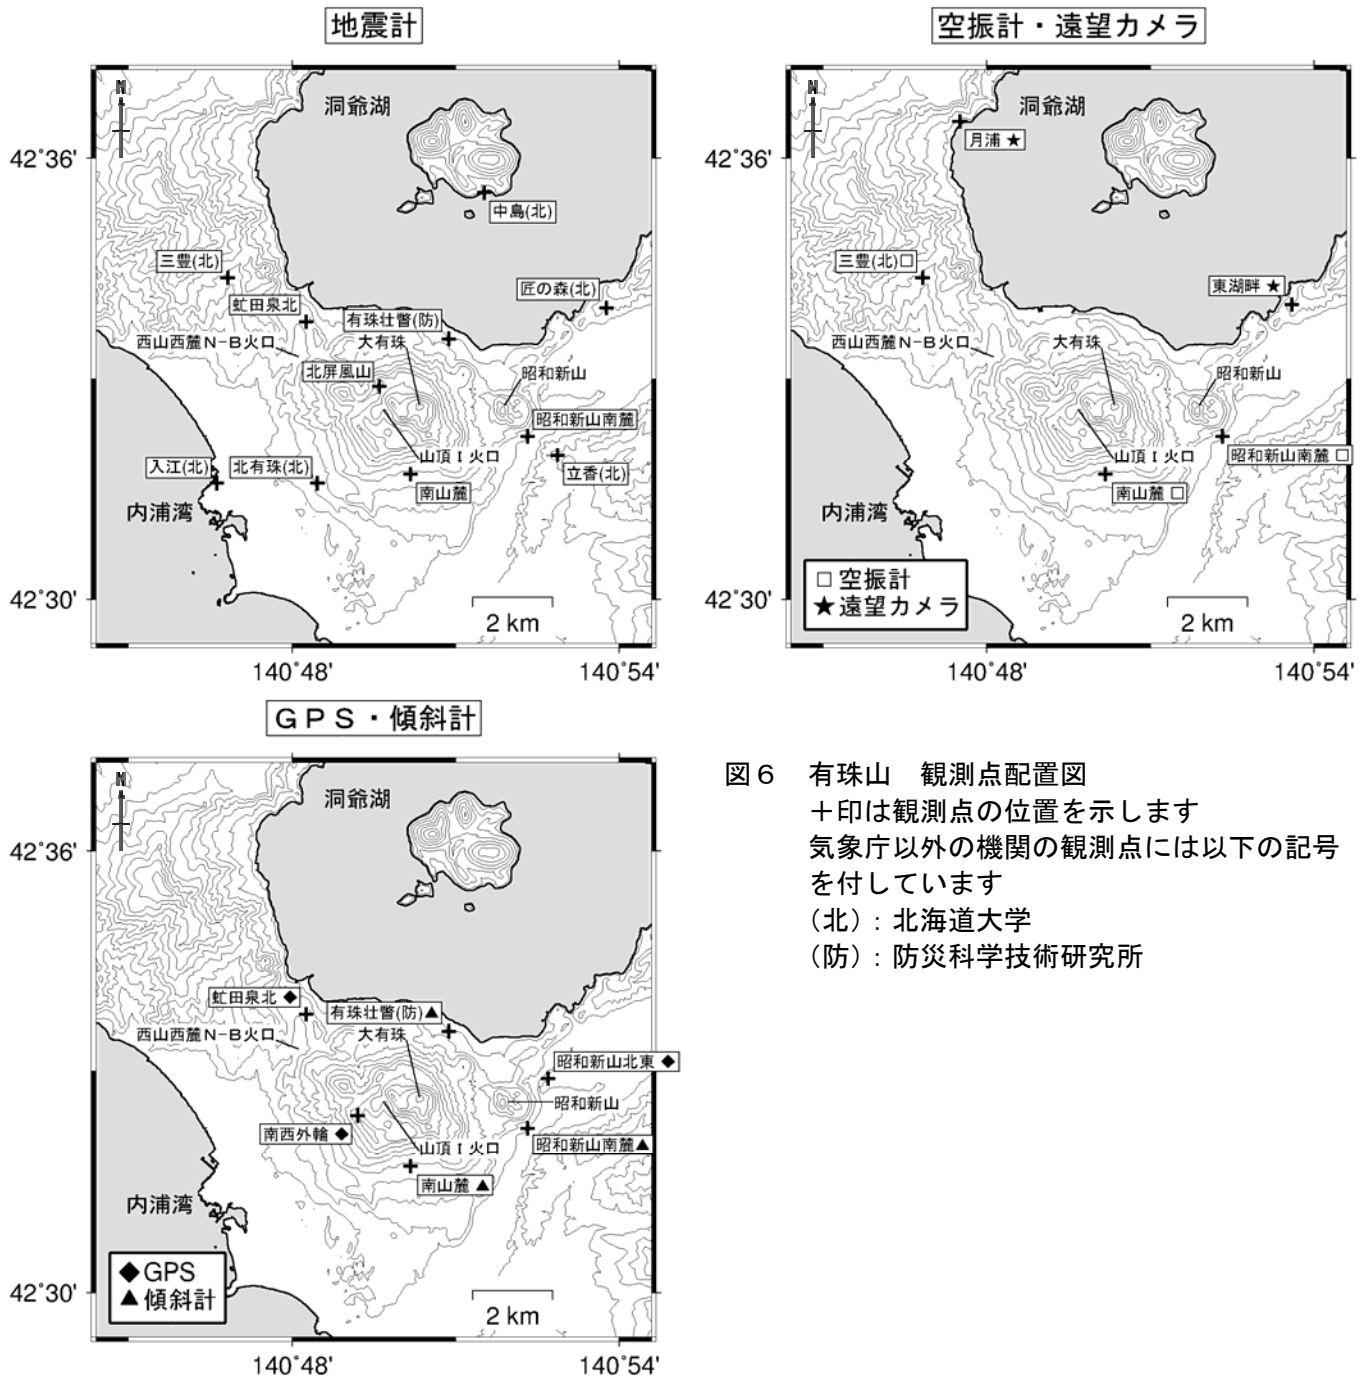 地震計
N
洞爺湖
42°36'
中島(北)
三豊(北)
匠の森(北)
虻田泉北
有珠壮瞥(防)
西山西麓N-B火口
大有珠
北屏風山
昭和新山
昭和新山南麓
山頂I火口
入江(北)
北有珠(北)
立香(北)
南山麓
内浦湾
42°30'
2 km
140°48'
140°54'
空振計・遠望カメラ
N
洞爺湖
月浦 ★
42°36'
三豊(北)□
東湖畔 ★
西山西麓N-B火口
大有珠
昭和新山
山頂I火口
昭和新山南麓 □
南山麓 □
内浦湾
□ 空振計
★遠望カメラ
42°30'
2 km
140°48'
140°54'
GPS・傾斜計
N
洞爺湖
42°36'
虻田泉北 ◆
有珠壮瞥(防)▲
西山西麓N-B火口
大有珠
昭和新山北東 ◆
昭和新山
南西外輪 ◆
山頂I火口
昭和新山南麓▲
南山麓 ▲
内浦湾
◆GPS
▲傾斜計
42°30'
2 km
140°48'
140°54'
図6 有珠山 観測点配置図
+印は観測点の位置を示します
気象庁以外の機関の観測点には以下の記号
を付しています
(北):北海道大学
(防):防災科学技術研究所